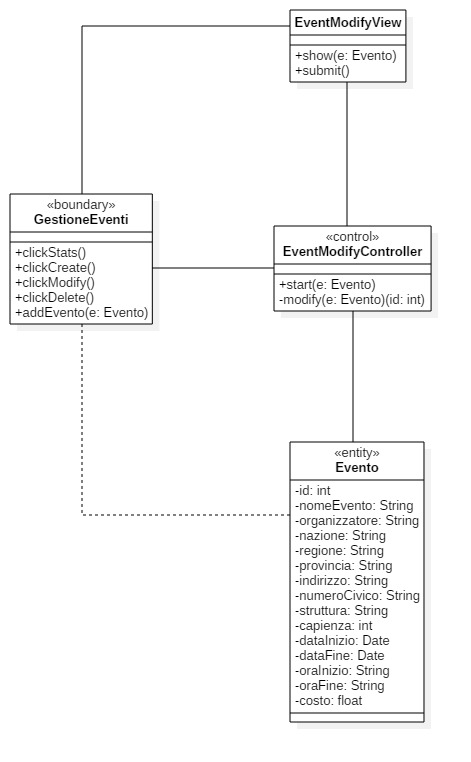 EventModifyView
+show(e: Evento)
+submit()
«boundary»
GestioneEventi
+clickStats()
+clickCreate()
+clickModify()
+clickDelete()
+addEvento(e: Evento)
«control»
EventModifyController
+start(e: Evento)
-modify(e: Evento)(id: int)
«entity»
Evento
-id: int
-nomeEvento: String
-organizzatore: String
-nazione: String
-regione: String
-provincia: String
-indirizzo: String
-numeroCivico: String
-struttura: String
-capienza: int
-dataInizio: Date
-dataFine: Date
-oraInizio: String
-oraFine: String
-costo: float